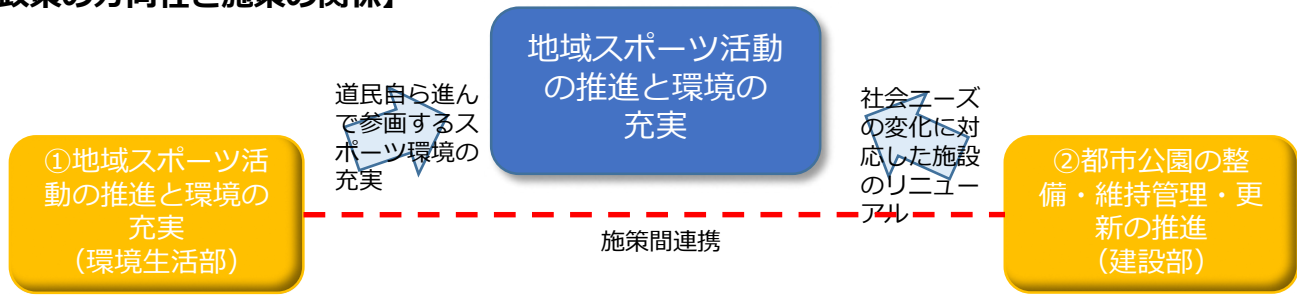 政策の方向性と施策の関係】
地域スポーツ活動
の推進と環境の
充実
道民自ら進ん
で参画するス
ポーツ環境の
充実
社会ニーズ
の変化に対
応した施設
のリニュー
アル
①地域スポーツ活
動の推進と環境の
充実
（環境生活部）
②都市公園の整
備・維持管理・更
新の推進
（建設部）
施策間連携